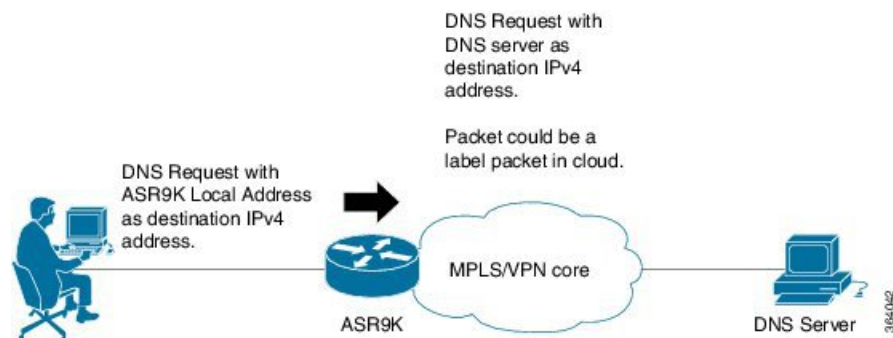 DNS Request with
DNS server as
destination IPv4
address.
Packet could be a
label packet in cloud.
DNS Request with
ASR9K Local Address
as destination IPv4
address.
MPLS/VPN core
ASR9K
DNS Server
364042